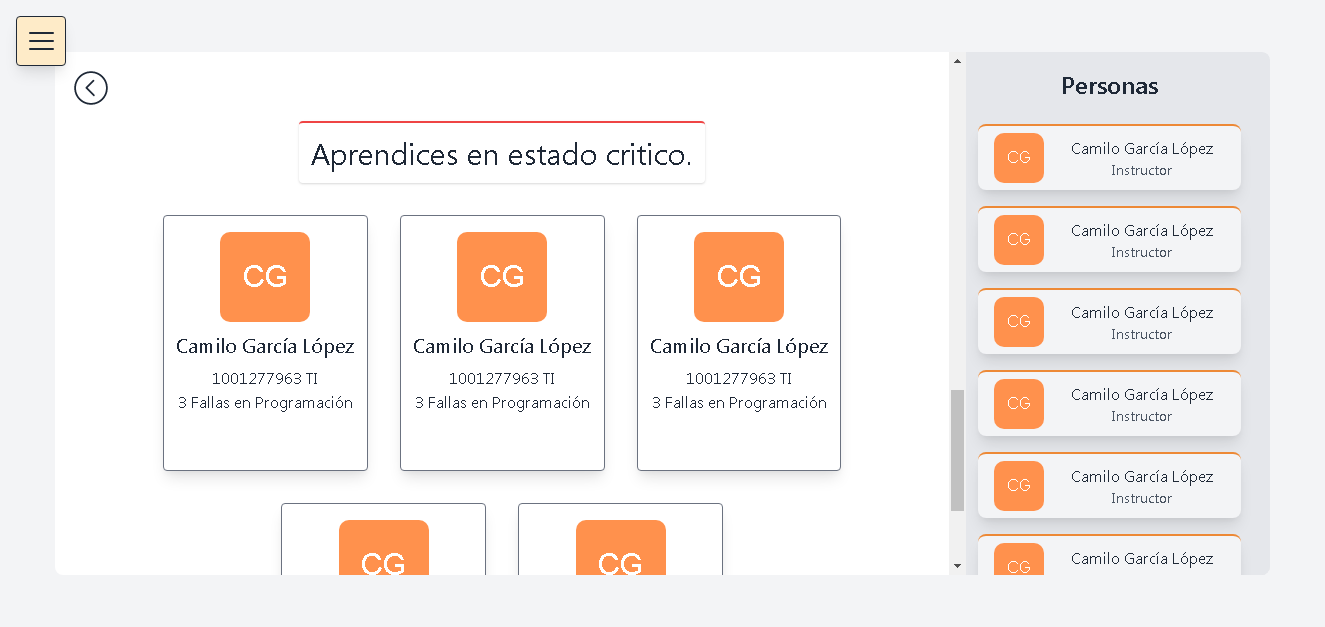 Aprendices en estado critico.
CG
Camilo García López
1001277963 TI
3 Fallas en Programación
CG
Camilo García López
1001277963 TI
3 Fallas en Programación
CG
Camilo García López
1001277963 TI
3 Fallas en Programación
CG
CG
Personas
CG
Camilo García López
Instructor
CG
Camilo García López
Instructor
CG
Camilo García López
Instructor
CG
Camilo García López
Instructor
CG
Camilo García López
Instructor
CG
Camilo García López